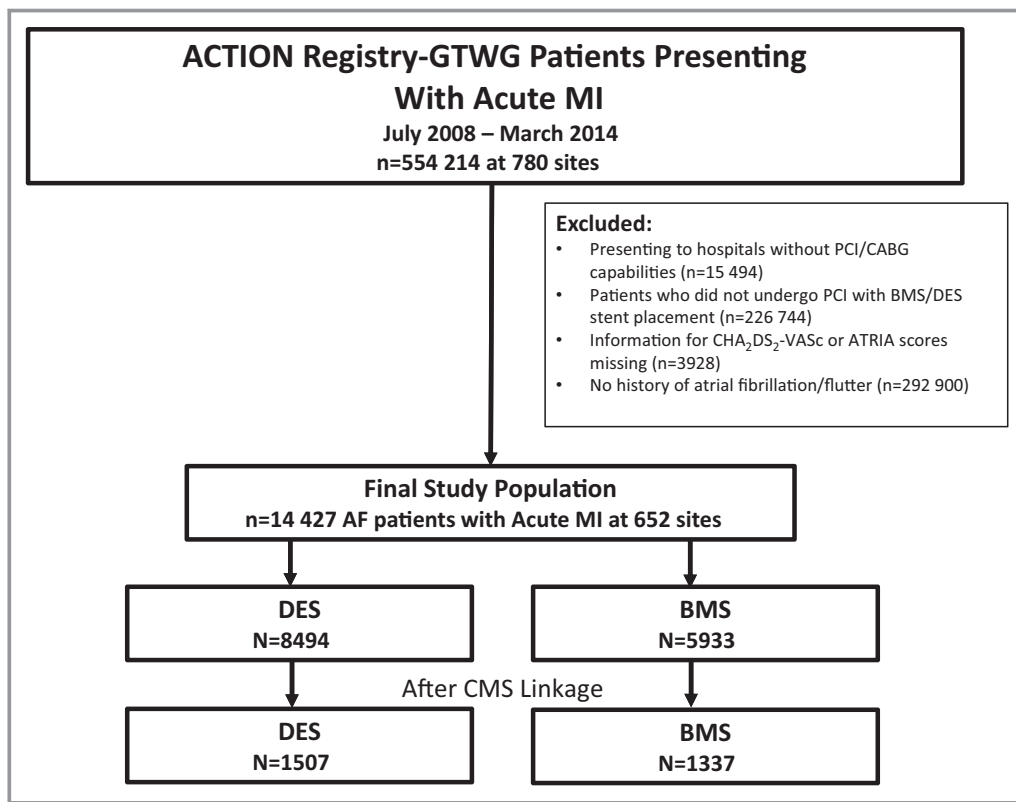 ACTION Registry-GTWG Patients Presenting
With Acute MI
July 2008 – March 2014
n=554 214 at 780 sites
Excluded:
• Presenting to hospitals without PCI/CABG
capabilities (n=15 494)
• Patients who did not undergo PCI with BMS/DES
stent placement (n=226 744)
• Information for CHA₂DS₂-VASc or ATRIA scores
missing (n=3928)
• No history of atrial fibrillation/flutter (n=292 900)
Final Study Population
n=14 427 AF patients with Acute MI at 652 sites
DES
N=8494
BMS
N=5933
After CMS Linkage
DES
N=1507
BMS
N=1337